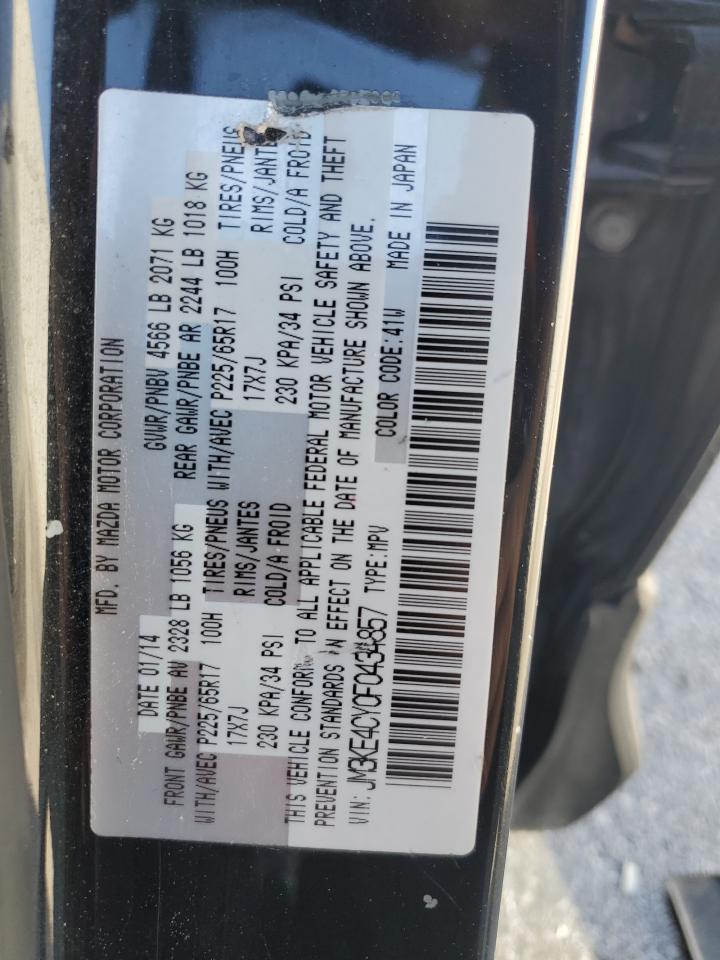 MFD. BY MAZDA MOTOR CORPORATION
DATE 01/14 GVWR/PNBV 4566 LB 2071 KG
FRONT GAWR/PNBE AV 2328 LB 1056 KG REAR GAWR/PNBE AR 2244 LB 1018 KG
WITH/AVEC P225/65R17 100H TIRES/PNEUS WITH/AVEC P225/65R17 100H TIRES/PNEUS
17X7J RIMS/JANTES 17X7J RIMS/JANTES
230 KPA/34 PSI COLD/A FROID 230 KPA/34 PSI COLD/A FROI
THIS VEHICLE CONFORM TO ALL APPLICABLE FEDERAL MOTOR VEHICLE SAFETY AND THEFT
PREVENTION STANDARDS IN EFFECT ON THE DATE OF MANUFACTURE SHOWN ABOVE.
VIN: JM3KE4CY0F0434857 TYPE: MPV COLOR CODE: 41W MADE IN JAPAN